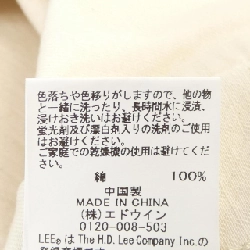 色落ちや色移りがしますので、他の物
と一緒に洗ったり、長時間水に浸漬、
浸けおき洗いはお避けください。
蛍光剤及び漂白剤入りの洗剤のご使用
はお避けください。
ご家庭での乾燥機の使用は避けてくだ
さい。
綿 100%
中国製
MADE IN CHINA
(株)エドウイン
0120-008-503
LEE® は The H.D. Lee Company Inc. の